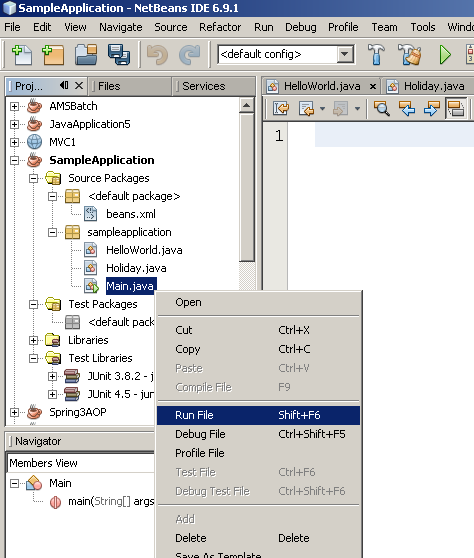 SampleApplication - NetBeans IDE 6.9.1
File Edit View Navigate Source Refactor Run Debug Profile Team Tools
<default config>
Proj... Files Services
HelloWorld.java Holiday.java
AMSBatch
JavaApplication5
MVC1
SampleApplication
Source Packages
<default package>
beans.xml
sampleapplication
HelloWorld.java
Holiday.java
Main.java
Test Packages
<default pack
Libraries
Test Libraries
JUnit 3.8.2 - ju
JUnit 4.5 - jun
Spring3AOP
1
Open
Cut Ctrl+X
Copy Ctrl+C
Paste Ctrl+V
Compile File F9
Run File Shift+F6
Debug File Ctrl+Shift+F5
Profile File
Test File Ctrl+F6
Debug Test File Ctrl+Shift+F6
Add
Delete Delete
Save As Template...
Navigator
Members View
Main
main(String[] args